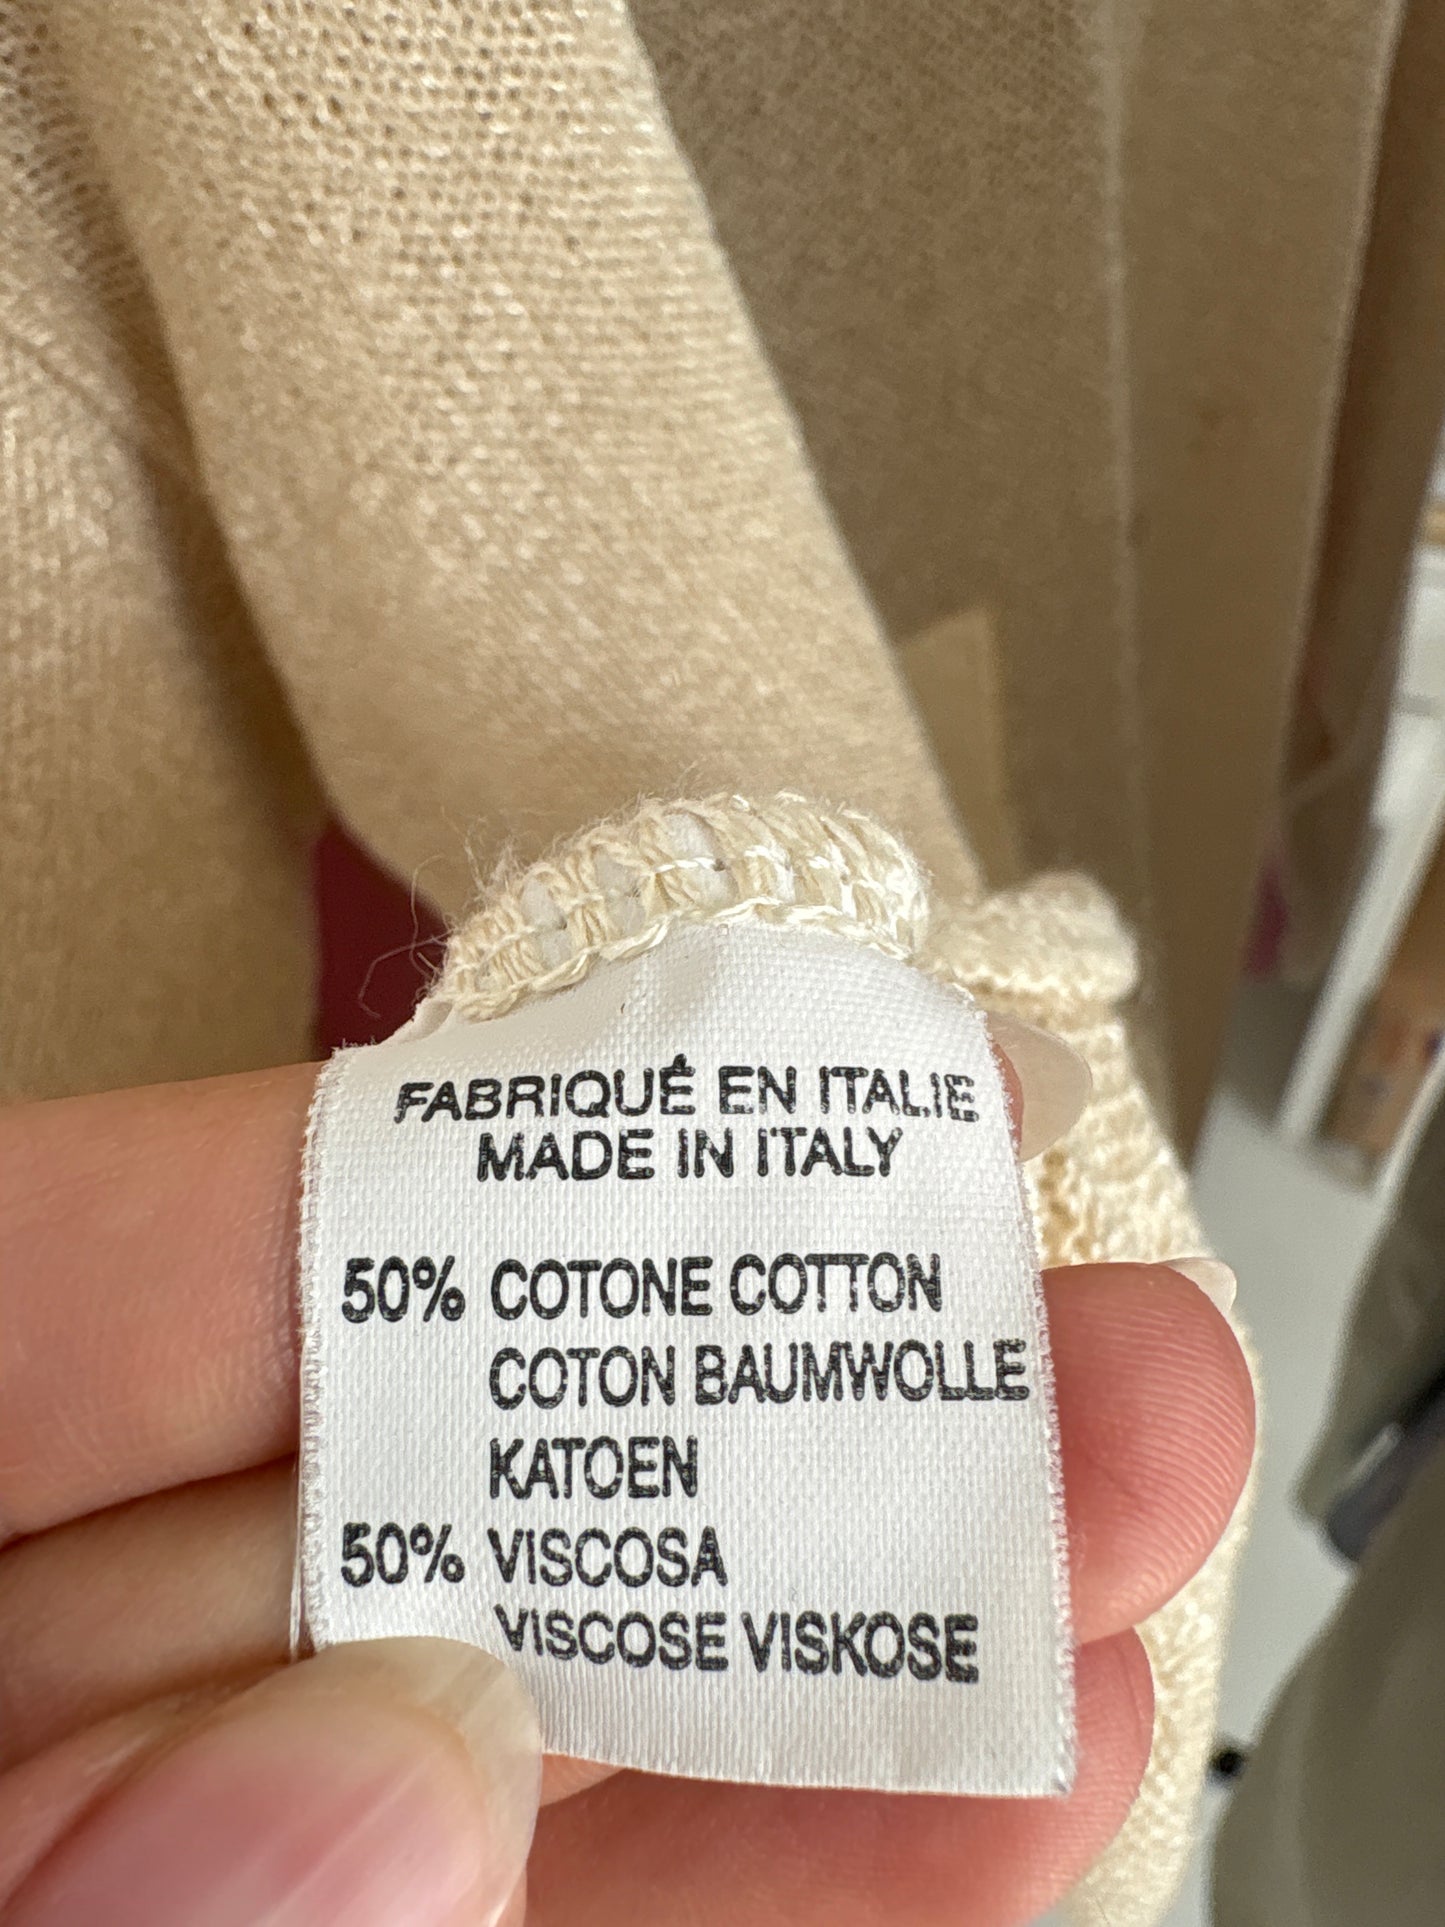 FABRIQUÉ EN ITALIE
MADE IN ITALY
50% COTONE COTTON
COTON BAUMWOLLE
KATOEN
50% VISCOSA
VISCOSE VISKOSE